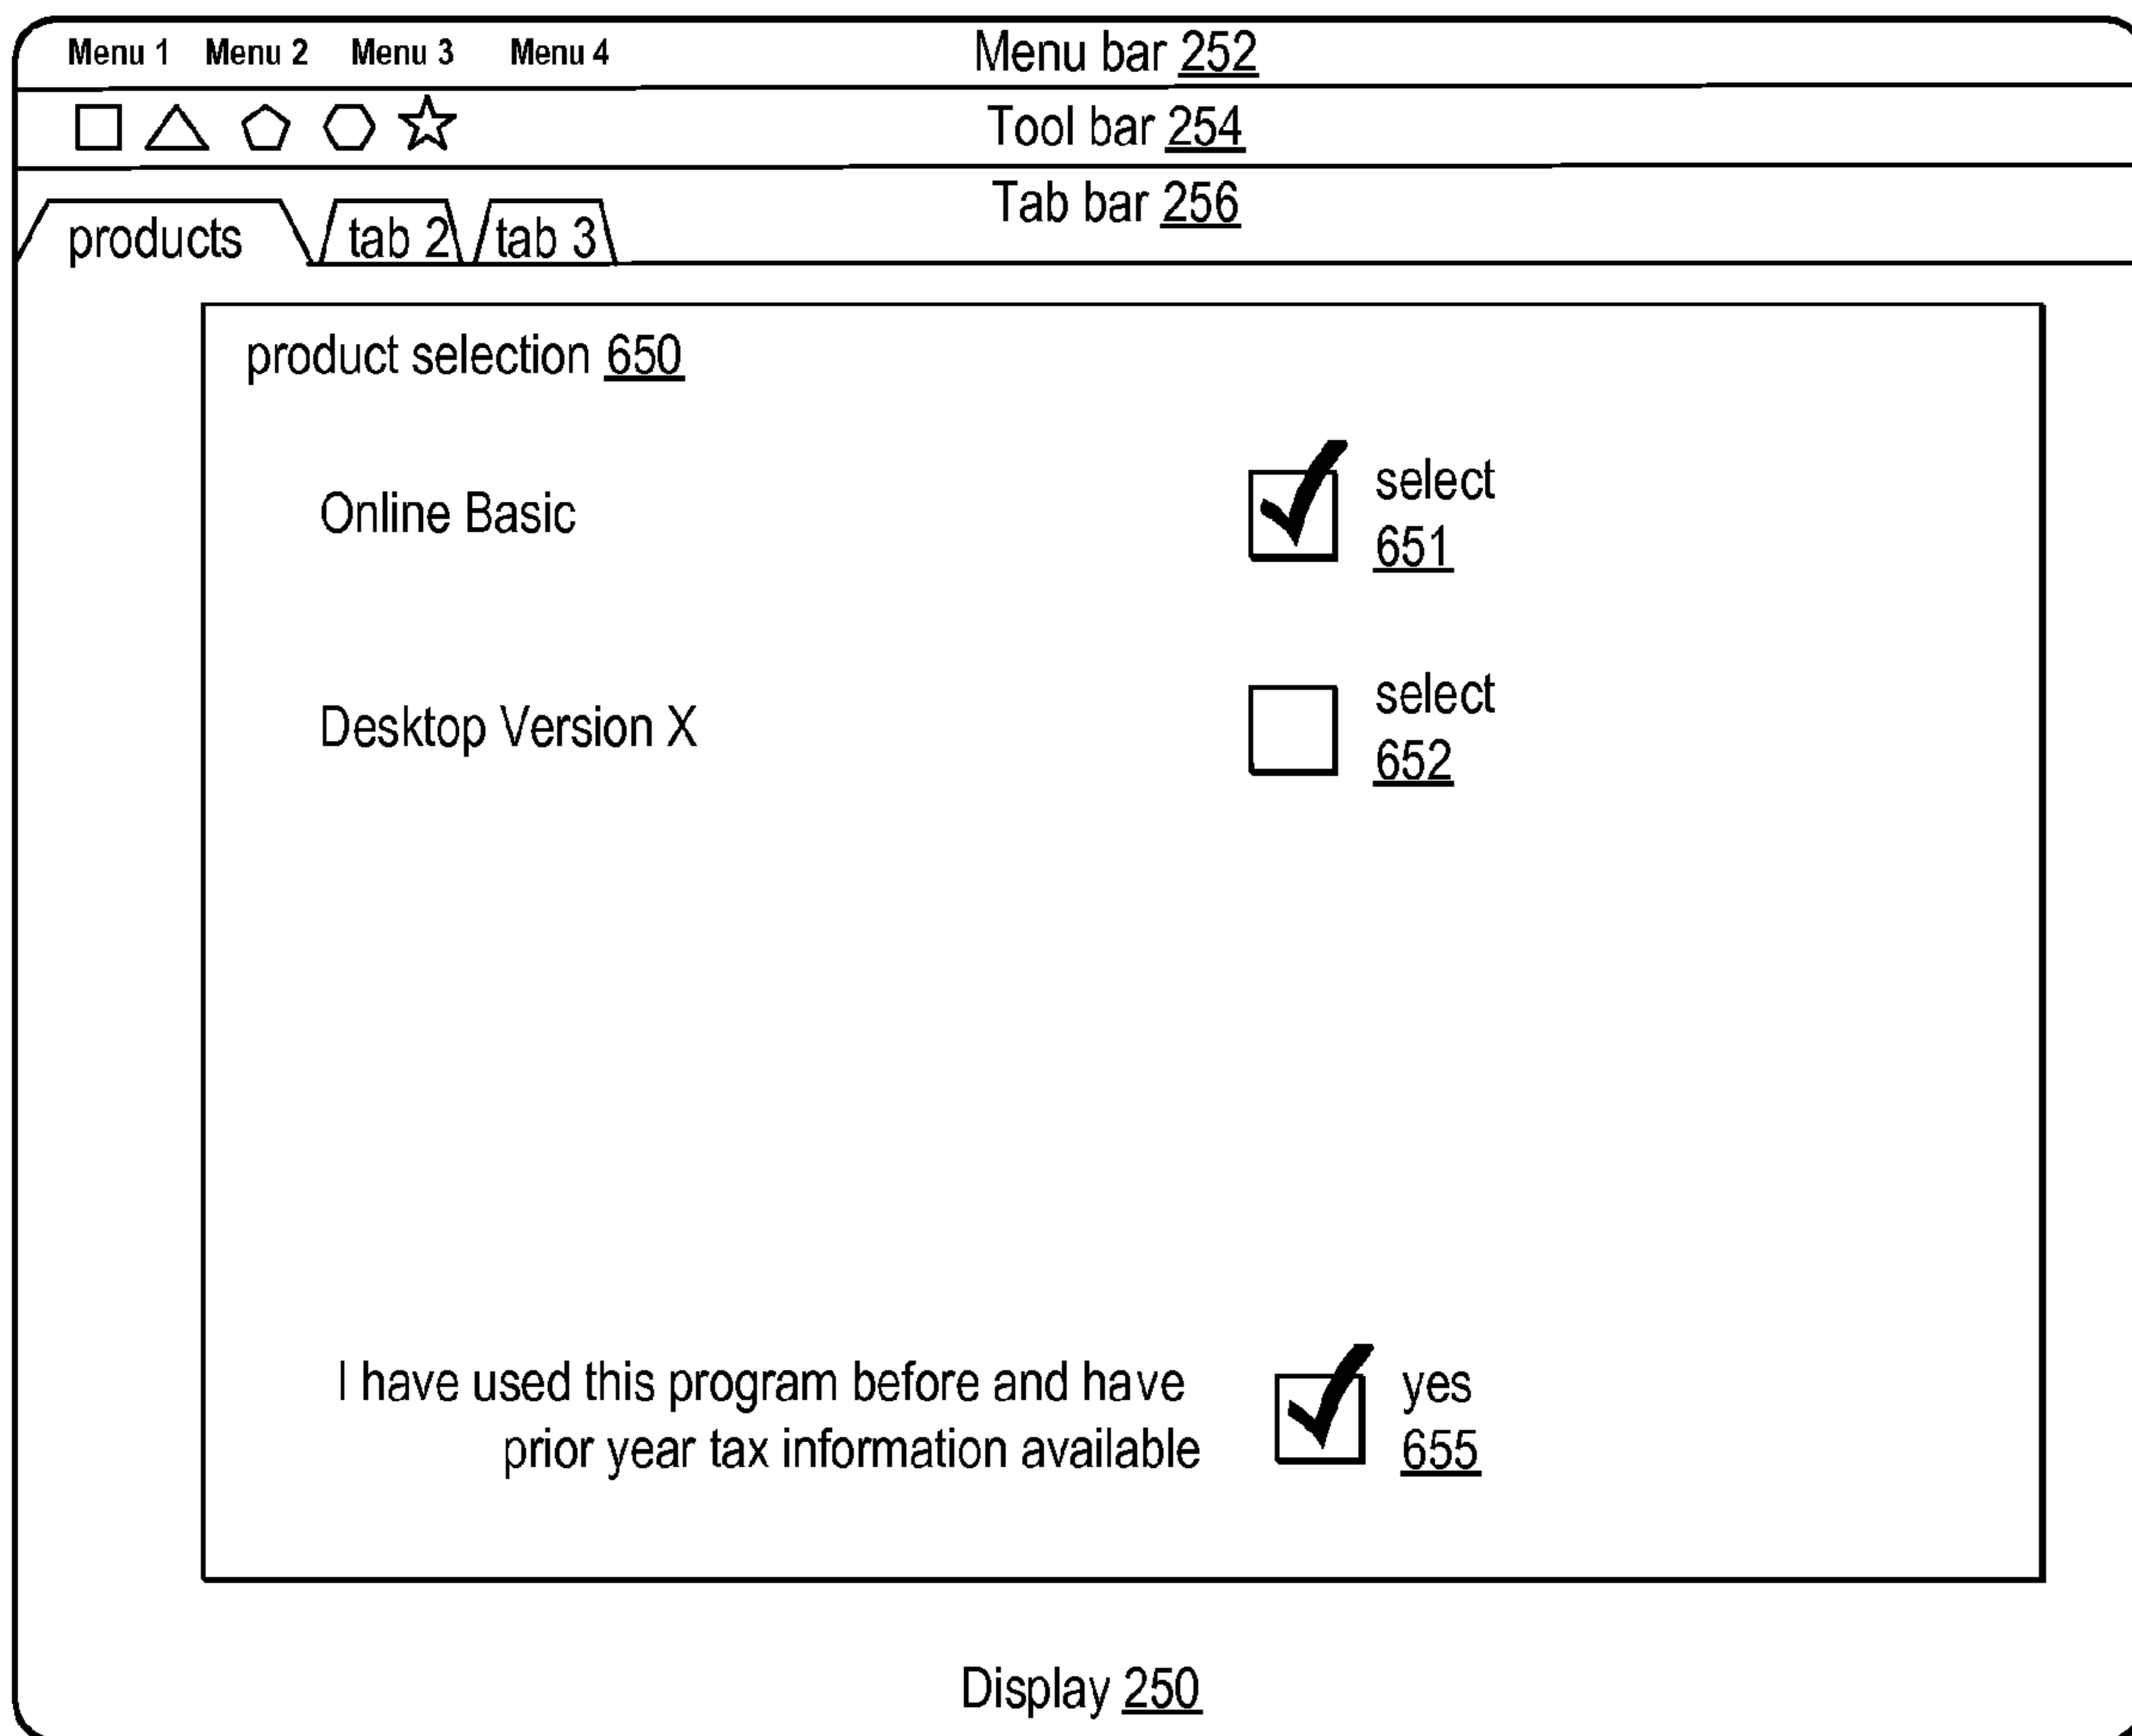 Menu 1 Menu 2 Menu 3 Menu 4 Menu bar 252
Tool bar 254
Tab bar 256
products tab 2 tab 3
product selection 650
Online Basic
select
651
Desktop Version X
select
652
I have used this program before and have
prior year tax information available
yes
655
Display 250